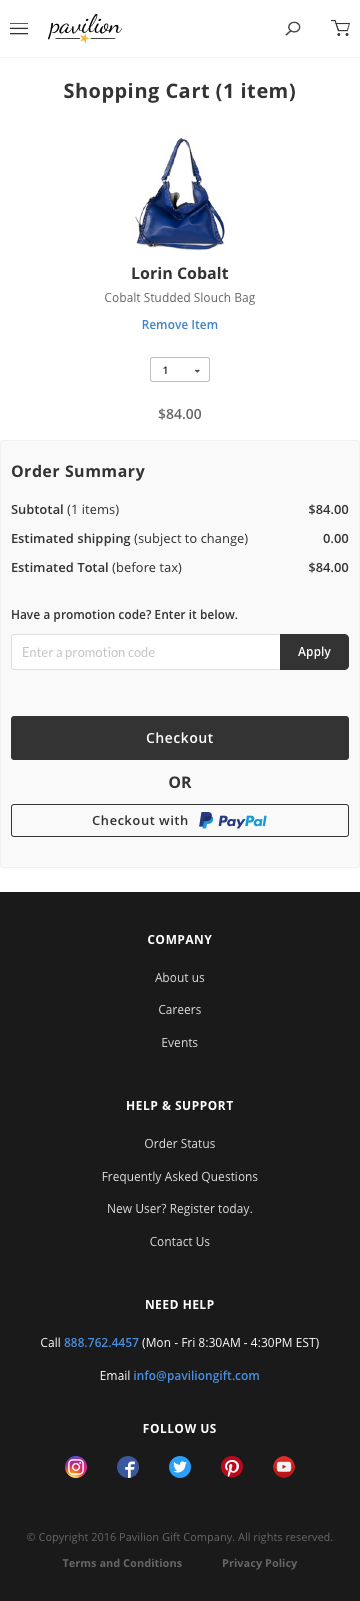 pavilion
Shopping Cart (1 item)
Lorin Cobalt
Cobalt Studded Slouch Bag
Remove Item
1
$84.00
Order Summary
Subtotal (1 items) $84.00
Estimated shipping (subject to change) 0.00
Estimated Total (before tax) $84.00
Have a promotion code? Enter it below.
Enter a promotion code Apply
Checkout
OR
Checkout with PayPal
COMPANY
About us
Careers
Events
HELP & SUPPORT
Order Status
Frequently Asked Questions
New User? Register today.
Contact Us
NEED HELP
Call 888.762.4457 (Mon - Fri 8:30AM - 4:30PM EST)
Email info@paviliongift.com
FOLLOW US
© Copyright 2016 Pavilion Gift Company. All rights reserved.
Terms and Conditions Privacy Policy